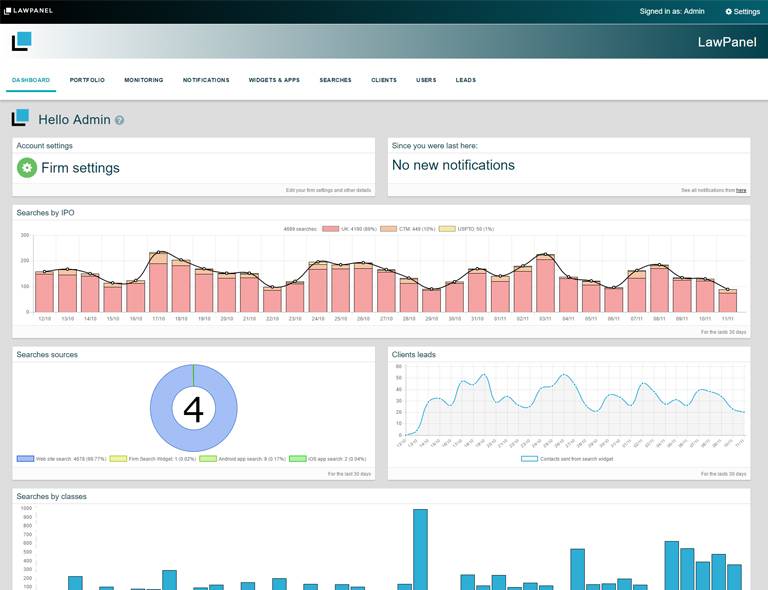 LAWPANEL
Signed in as: Admin Settings
LawPanel
DASHBOARD PORTFOLIO MONITORING NOTIFICATIONS WIDGETS & APPS SEARCHES CLIENTS USERS LEADS
Hello Admin ?
Account settings
Firm settings
Edit your firm settings and other details
Since you were last here:
No new notifications
See all notifications from here
Searches by IPO
4689 searches: UK: 4190 (89%) CTM: 449 (10%) USPTO: 50 (1%)
300
200
100
0
12/10 13/10 14/10 15/10 16/10 17/10 18/10 19/10 20/10 21/10 22/10 23/10 24/10 25/10 26/10 27/10 28/10 29/10 30/10 31/10 01/11 02/11 03/11 04/11 05/11 06/11 07/11 08/11 09/11 10/11 11/11
For the last 30 days
Searches sources
4
Web site search: 4678 (99.77%) Firm Search Widget: 1 (0.02%) Android app search: 8 (0.17%) iOS app search: 2 (0.04%)
For the last 30 days
Clients leads
60
50
40
30
20
10
0
Contacts sent from search widget
For the last 30 days
Searches by classes
1000
900
800
700
600
500
400
300
200
100